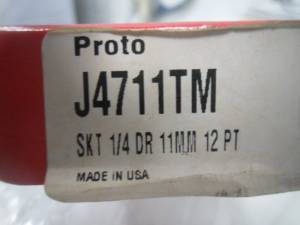 Proto
J4711TM
SKT 1/4 DR 11MM 12 PT
MADE IN USA